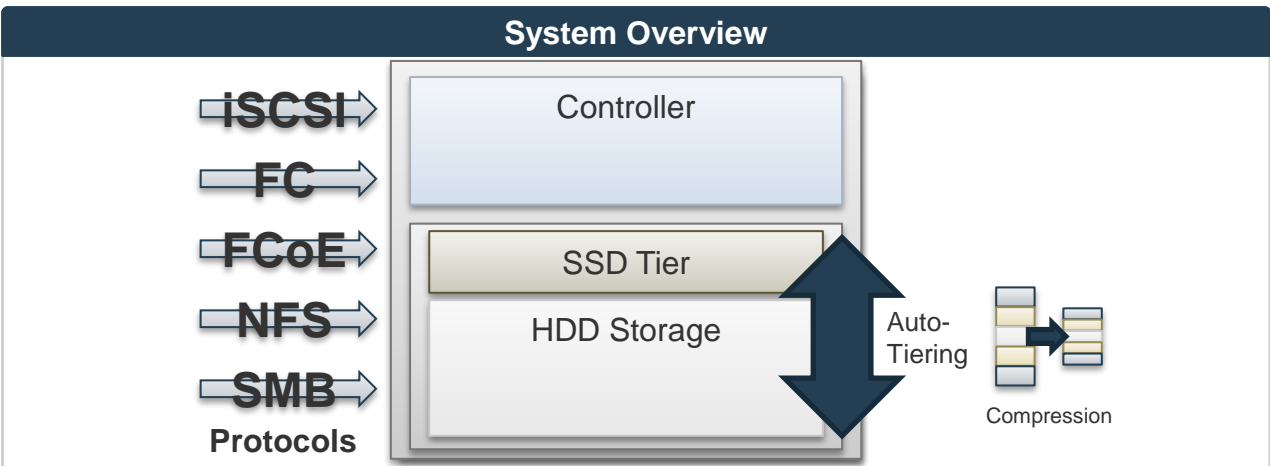 System Overview
iSCSI
FC
FCoE
NFS
SMB
Protocols
Controller
SSD Tier
HDD Storage
Auto-
Tiering
Compression